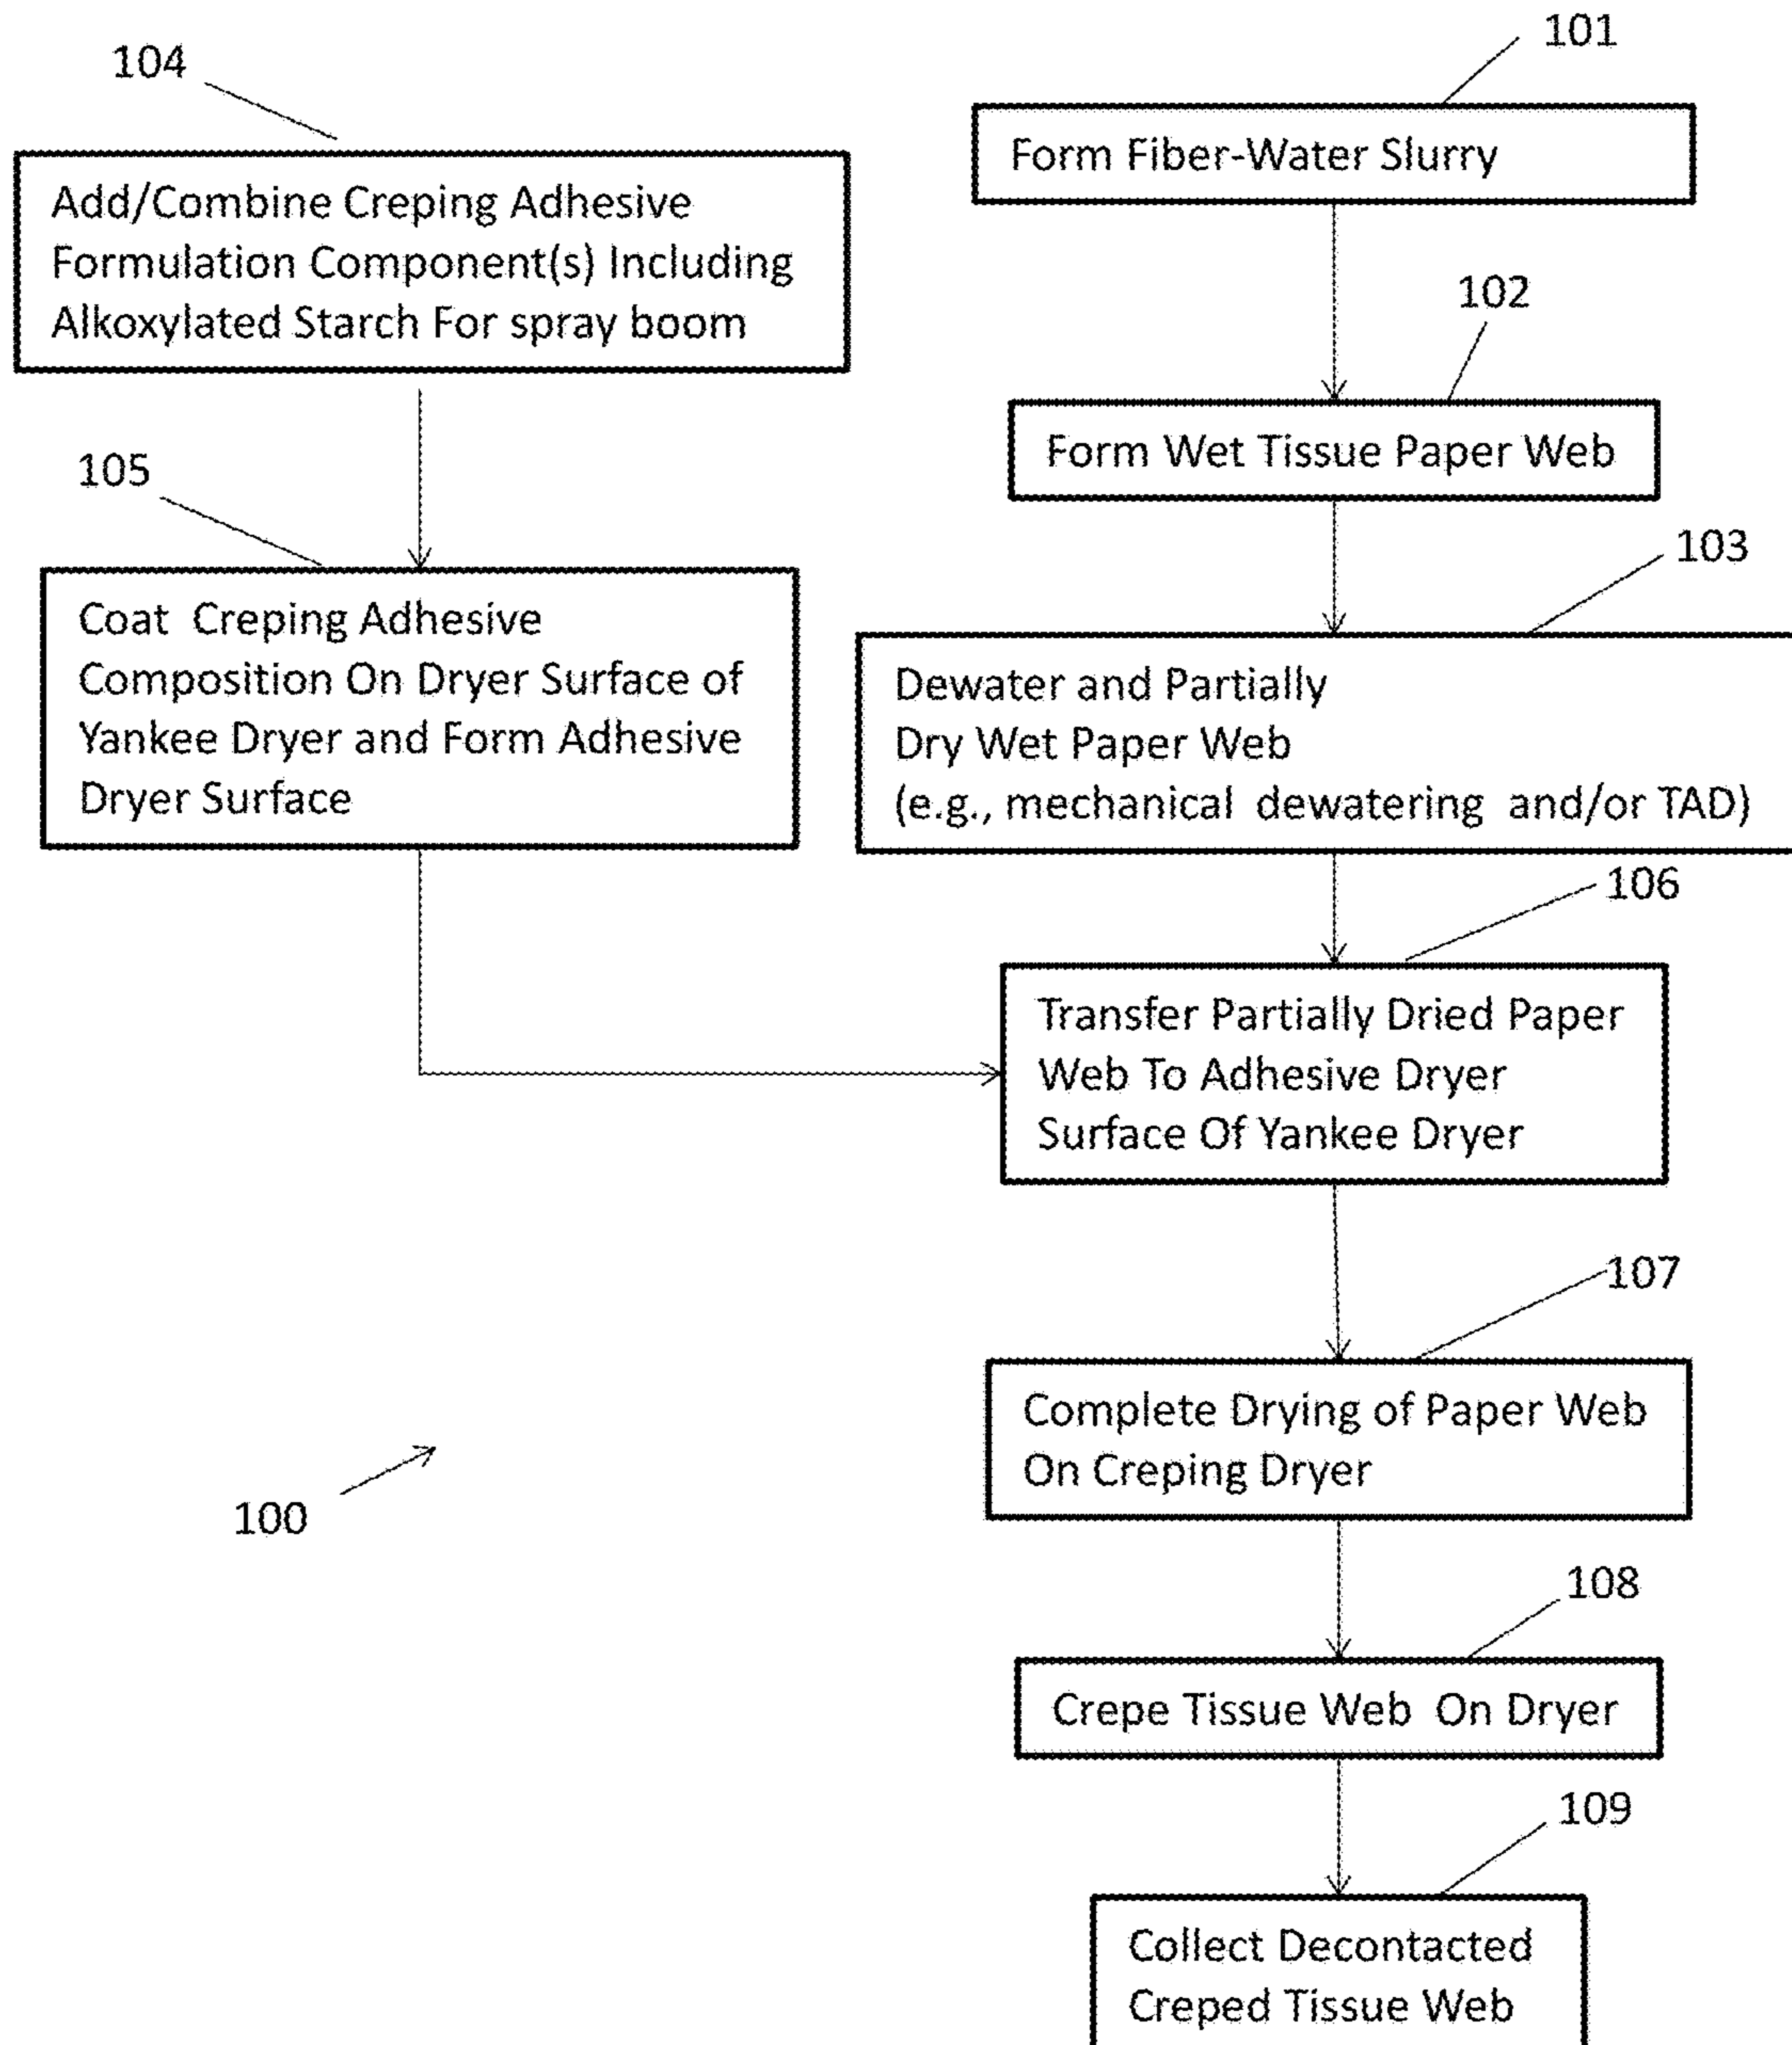 101
Form Fiber-Water Slurry
104
Add/Combine Creping Adhesive
Formulation Component(s) Including
Alkoxylated Starch For spray boom
102
Form Wet Tissue Paper Web
105
Coat Creping Adhesive
Composition On Dryer Surface of
Yankee Dryer and Form Adhesive
Dryer Surface
103
Dewater and Partially
Dry Wet Paper Web
(e.g., mechanical dewatering and/or TAD)
106
Transfer Partially Dried Paper
Web To Adhesive Dryer
Surface Of Yankee Dryer
107
Complete Drying of Paper Web
On Creping Dryer
100
108
Crepe Tissue Web On Dryer
109
Collect Decontacted
Creped Tissue Web